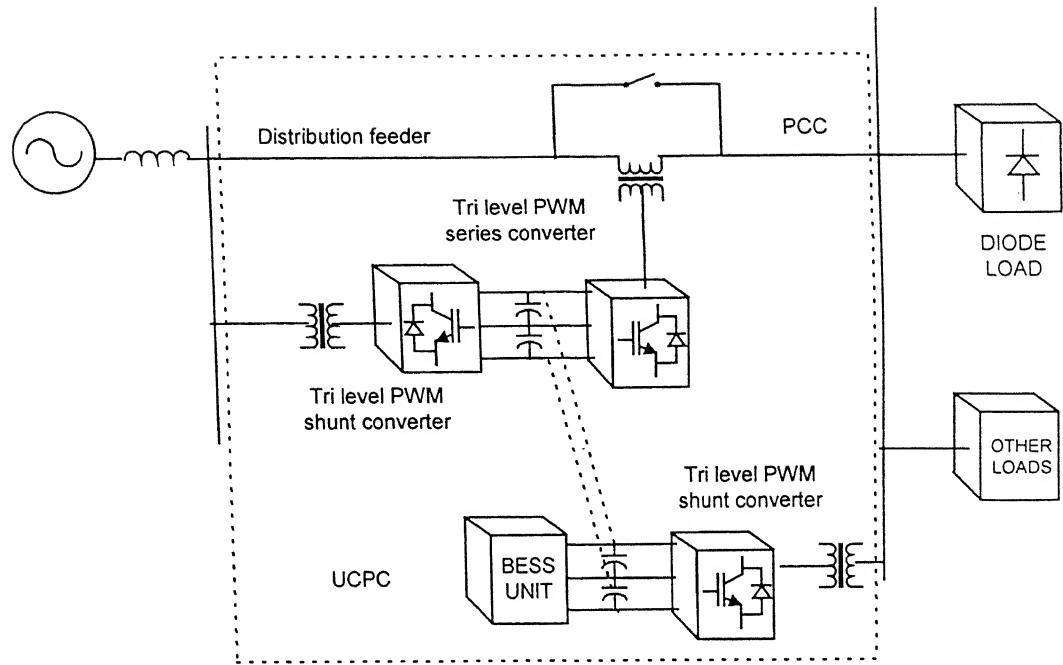 Distribution feeder
PCC
Tri level PWM
series converter
DIODE
LOAD
Tri level PWM
shunt converter
OTHER
LOADS
Tri level PWM
shunt converter
BESS
UNIT
UCPC